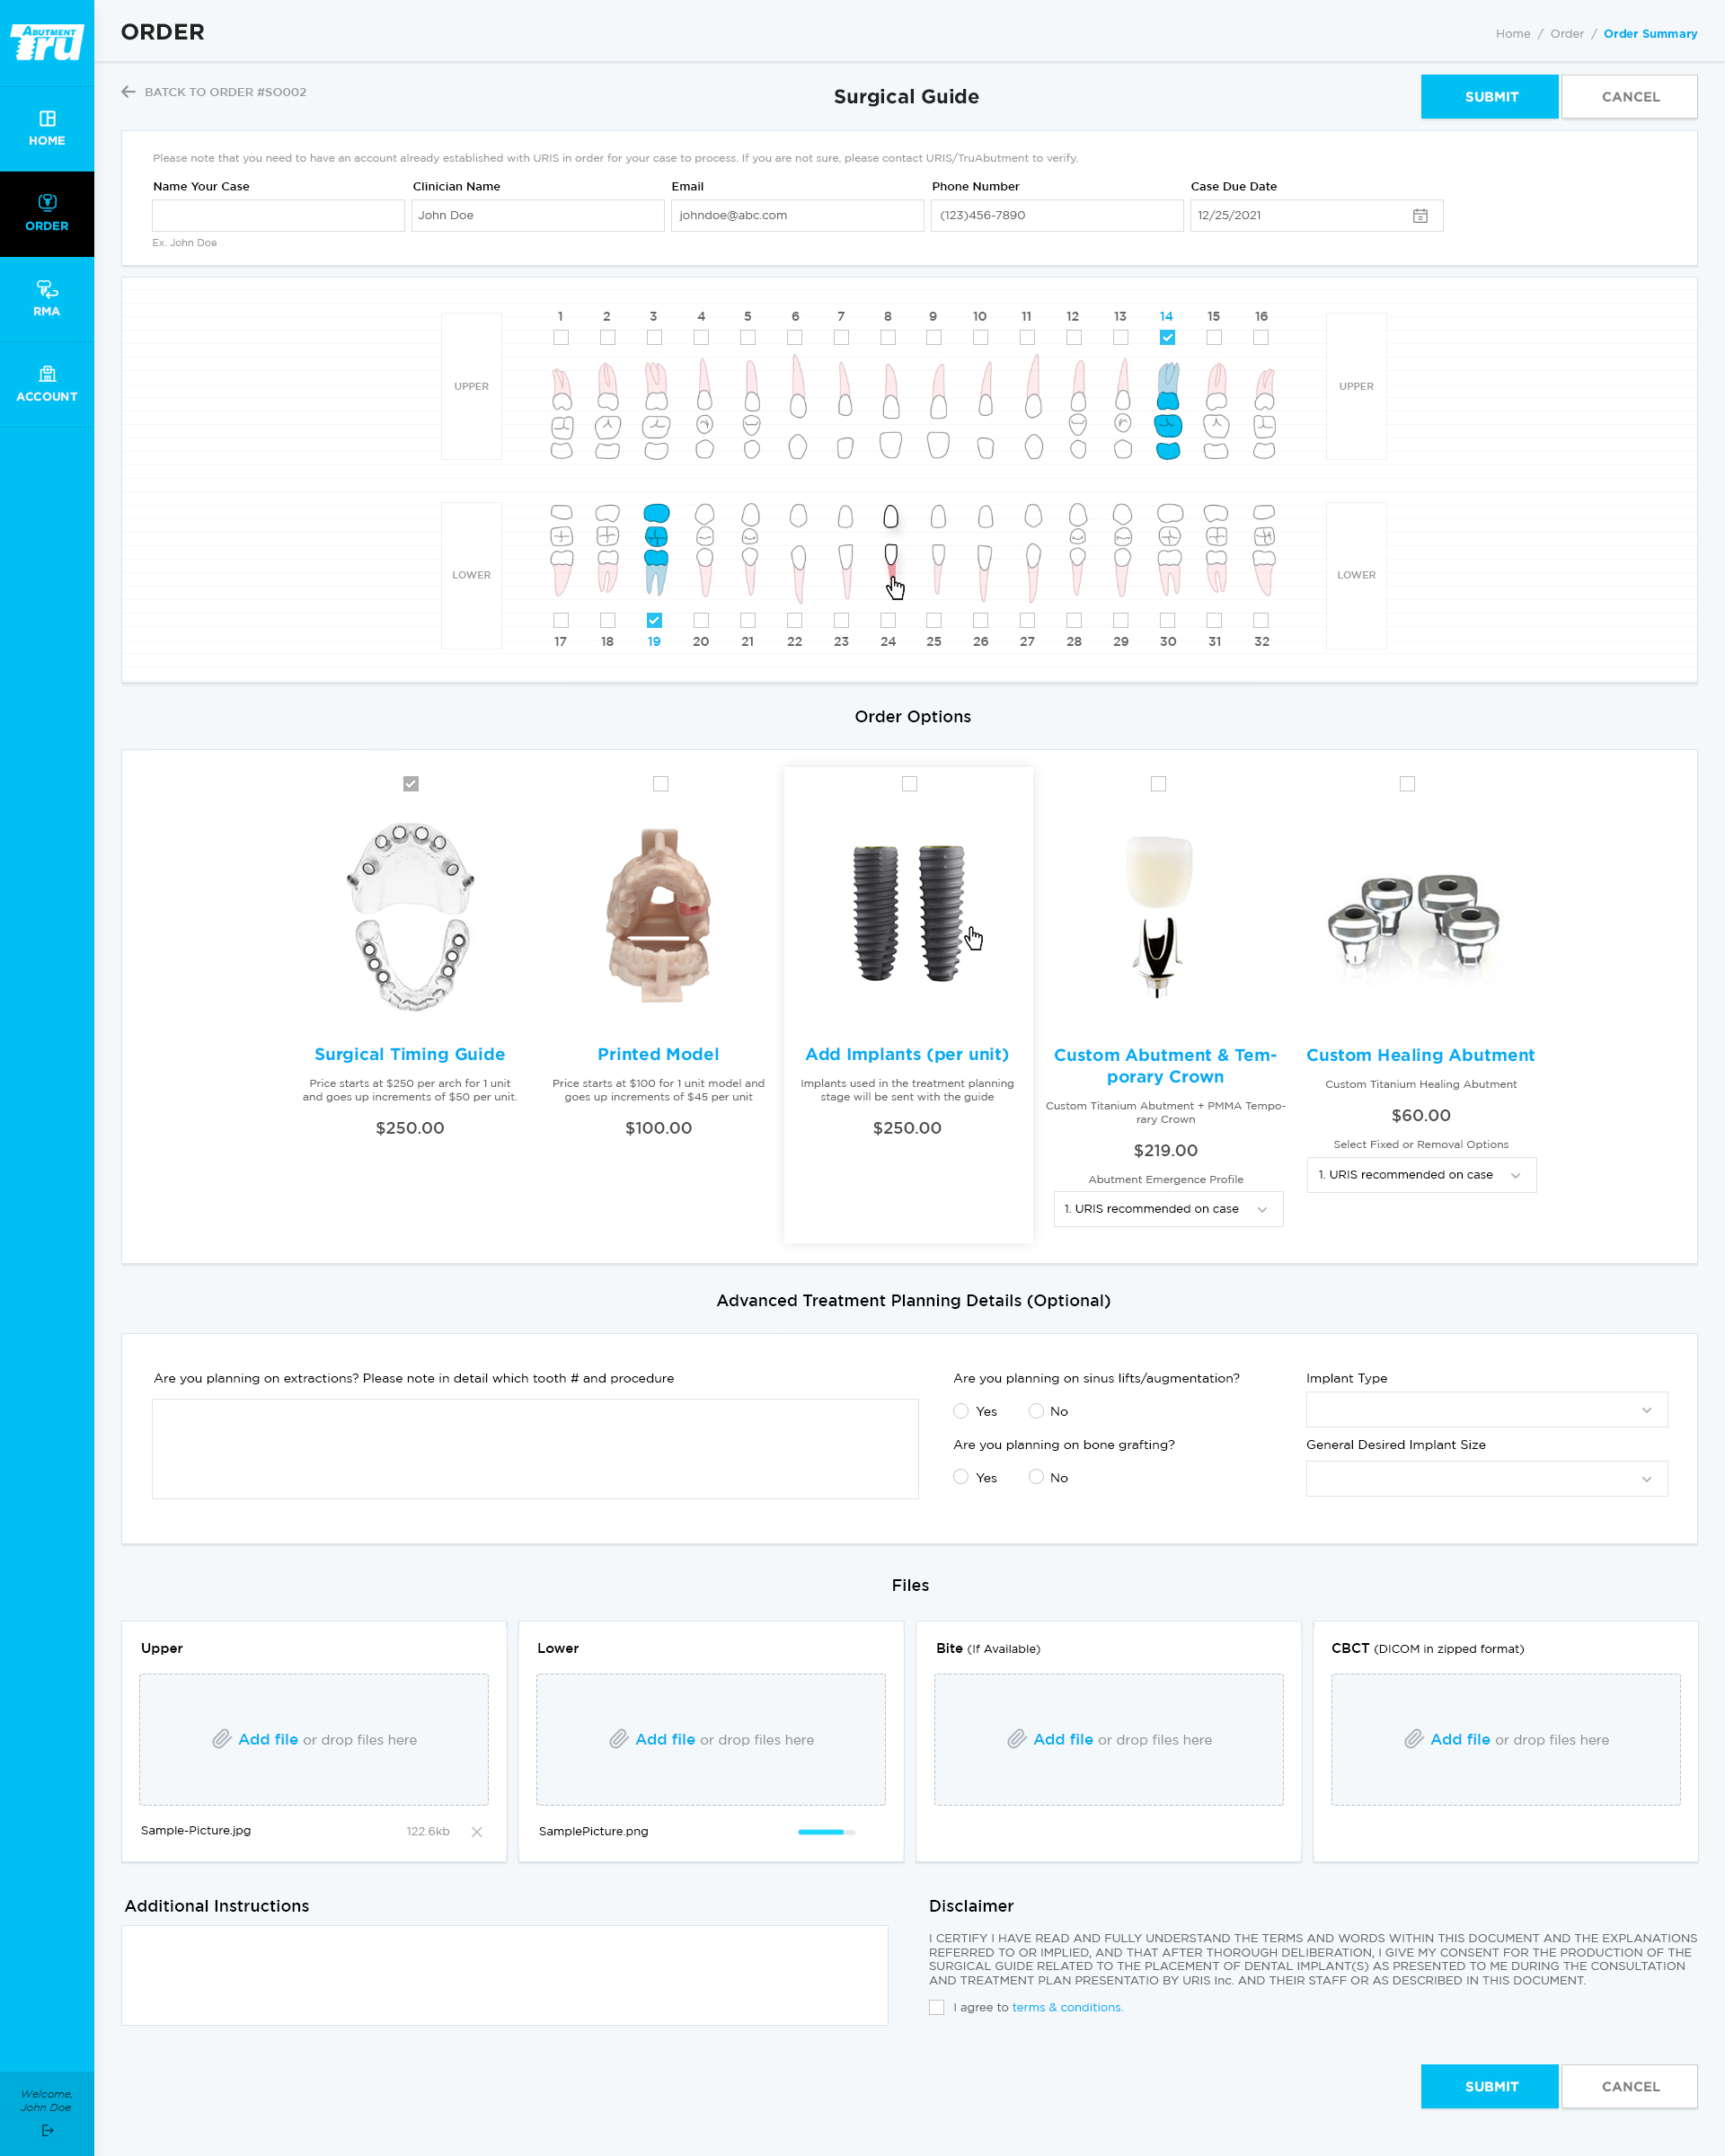 ABUTMENT
Tru
HOME
ORDER
RMA
ACCOUNT
Welcome,
John Doe
ORDER
Home / Order / Order Summary
BATCK TO ORDER #SO002
Surgical Guide
SUBMIT
CANCEL
Please note that you need to have an account already established with URIS in order for your case to process. If you are not sure, please contact URIS/TruAbutment to verify.
Name Your Case
Clinician Name
Email
Phone Number
Case Due Date
John Doe
johndoe@abc.com
(123)456-7890
12/25/2021
Ex. John Doe
1 2 3 4 5 6 7 8 9 10 11 12 13 14 15 16
UPPER
UPPER
LOWER
LOWER
17 18 19 20 21 22 23 24 25 26 27 28 29 30 31 32
Order Options
Surgical Timing Guide
Price starts at $250 per arch for 1 unit
and goes up increments of $50 per unit.
$250.00
Printed Model
Price starts at $100 for 1 unit model and
goes up increments of $45 per unit
$100.00
Add Implants (per unit)
Implants used in the treatment planning
stage will be sent with the guide
$250.00
Custom Abutment & Tem-
porary Crown
Custom Titanium Abutment + PMMA Tempo-
rary Crown
$219.00
Abutment Emergence Profile
1. URIS recommended on case
Custom Healing Abutment
Custom Titanium Healing Abutment
$60.00
Select Fixed or Removal Options
1. URIS recommended on case
Advanced Treatment Planning Details (Optional)
Are you planning on extractions? Please note in detail which tooth # and procedure
Are you planning on sinus lifts/augmentation?
Yes No
Are you planning on bone grafting?
Yes No
Implant Type
General Desired Implant Size
Files
Upper
Add file or drop files here
Sample-Picture.jpg 122.6kb
Lower
Add file or drop files here
SamplePicture.png
Bite (If Available)
Add file or drop files here
CBCT (DICOM in zipped format)
Add file or drop files here
Additional Instructions
Disclaimer
I CERTIFY I HAVE READ AND FULLY UNDERSTAND THE TERMS AND WORDS WITHIN THIS DOCUMENT AND THE EXPLANATIONS
REFERRED TO OR IMPLIED, AND THAT AFTER THOROUGH DELIBERATION, I GIVE MY CONSENT FOR THE PRODUCTION OF THE
SURGICAL GUIDE RELATED TO THE PLACEMENT OF DENTAL IMPLANT(S) AS PRESENTED TO ME DURING THE CONSULTATION
AND TREATMENT PLAN PRESENTATIO BY URIS Inc. AND THEIR STAFF OR AS DESCRIBED IN THIS DOCUMENT.
I agree to terms & conditions.
SUBMIT
CANCEL